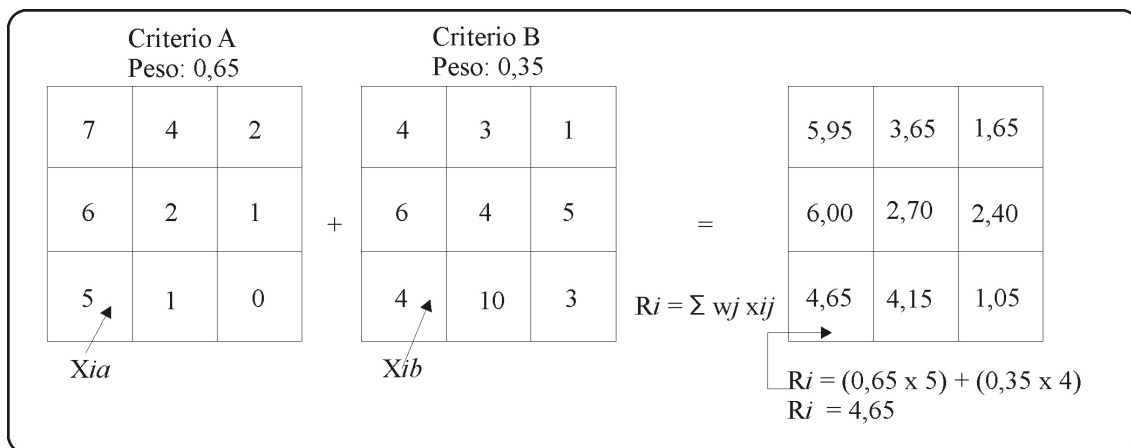 Criterio A
Peso: 0,65
Criterio B
Peso: 0,35
7 4 2
4 3 1
5,95 3,65 1,65
6 2 1
+
6 4 5
=
6,00 2,70 2,40
5 1 0
4 10 3
Ri = Σ wj xij
4,65 4,15 1,05
Xia
Xib
Ri = (0,65 x 5) + (0,35 x 4)
Ri = 4,65